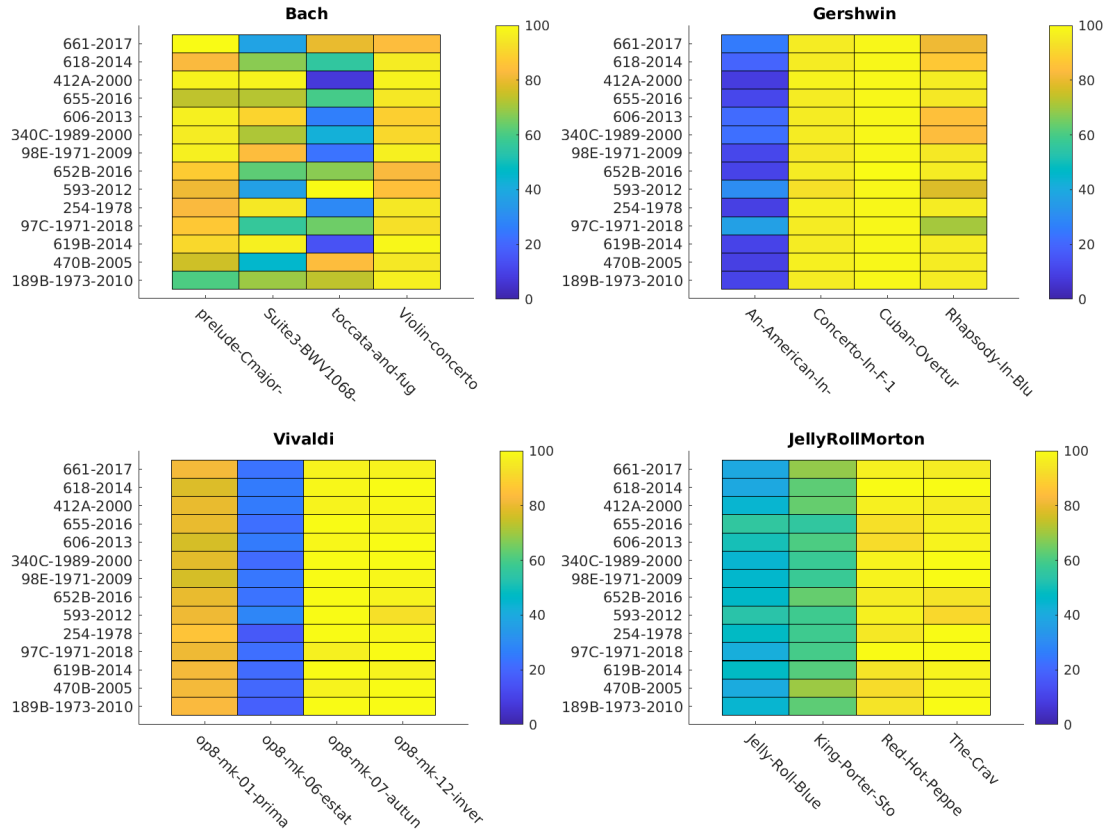 Bach
661-2017
618-2014
412A-2000
655-2016
606-2013
340C-1989-2000
98E-1971-2009
652B-2016
593-2012
254-1978
97C-1971-2018
619B-2014
470B-2005
189B-1973-2010
prelude-Cmajor-
Suite3-BWV1068-
toccata-and-fug
Violin-concerto
100
80
60
40
20
0
Gershwin
661-2017
618-2014
412A-2000
655-2016
606-2013
340C-1989-2000
98E-1971-2009
652B-2016
593-2012
254-1978
97C-1971-2018
619B-2014
470B-2005
189B-1973-2010
An-American-In-
Concerto-In-F-1
Cuban-Overtur
Rhapsody-In-Blu
100
80
60
40
20
0
Vivaldi
661-2017
618-2014
412A-2000
655-2016
606-2013
340C-1989-2000
98E-1971-2009
652B-2016
593-2012
254-1978
97C-1971-2018
619B-2014
470B-2005
189B-1973-2010
op8-mk-01-prima
op8-mk-06-estat
op8-mk-07-autun
op8-mk-12-inver
100
80
60
40
20
0
JellyRollMorton
661-2017
618-2014
412A-2000
655-2016
606-2013
340C-1989-2000
98E-1971-2009
652B-2016
593-2012
254-1978
97C-1971-2018
619B-2014
470B-2005
189B-1973-2010
Jelly-Roll-Blue
King-Porter-Sto
Red-Hot-Peppe
The-Crav
100
80
60
40
20
0